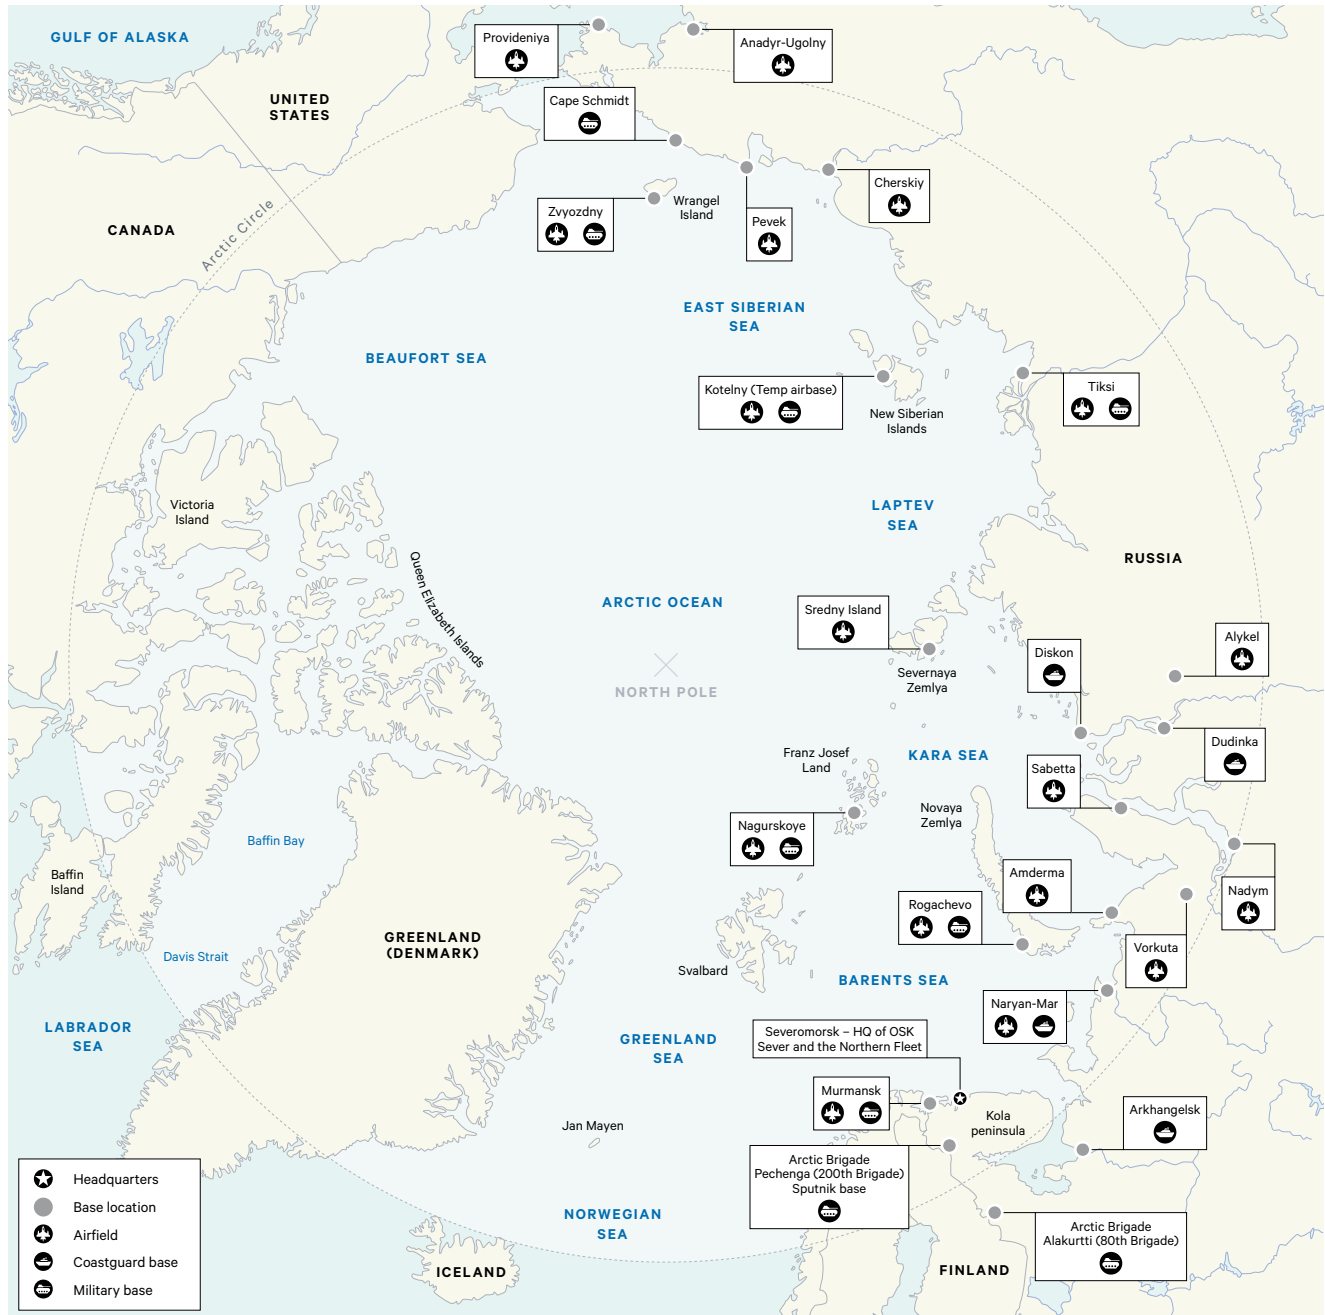 GULF OF ALASKA
Provideniya
Anadyr-Ugolny
UNITED
STATES
Cape Schmidt
Cherskiy
Wrangel
Island
Zvyozdny
Pevek
CANADA
Arctic Circle
EAST SIBERIAN
SEA
BEAUFORT SEA
Kotelny (Temp airbase)
New Siberian
Islands
Tiksi
Victoria
Island
LAPTEV
SEA
Queen Elizabeth Islands
RUSSIA
ARCTIC OCEAN
Sredny Island
Severnaya
Zemlya
Diskon
Alykel
NORTH POLE
Dudinka
Franz Josef
Land
KARA SEA
Sabetta
Novaya
Zemlya
Nagurskoye
Baffin Bay
Baffin
Island
Amderma
Nadym
Rogachevo
GREENLAND
(DENMARK)
Davis Strait
Vorkuta
Svalbard
BARENTS SEA
Naryan-Mar
LABRADOR
SEA
Severomorsk – HQ of OSK
Sever and the Northern Fleet
GREENLAND
SEA
Murmansk
Kola
peninsula
Arkhangelsk
Jan Mayen
Arctic Brigade
Pechenga (200th Brigade)
Sputnik base
NORWEGIAN
SEA
Arctic Brigade
Alakurtti (80th Brigade)
ICELAND
FINLAND
Headquarters
Base location
Airfield
Coastguard base
Military base